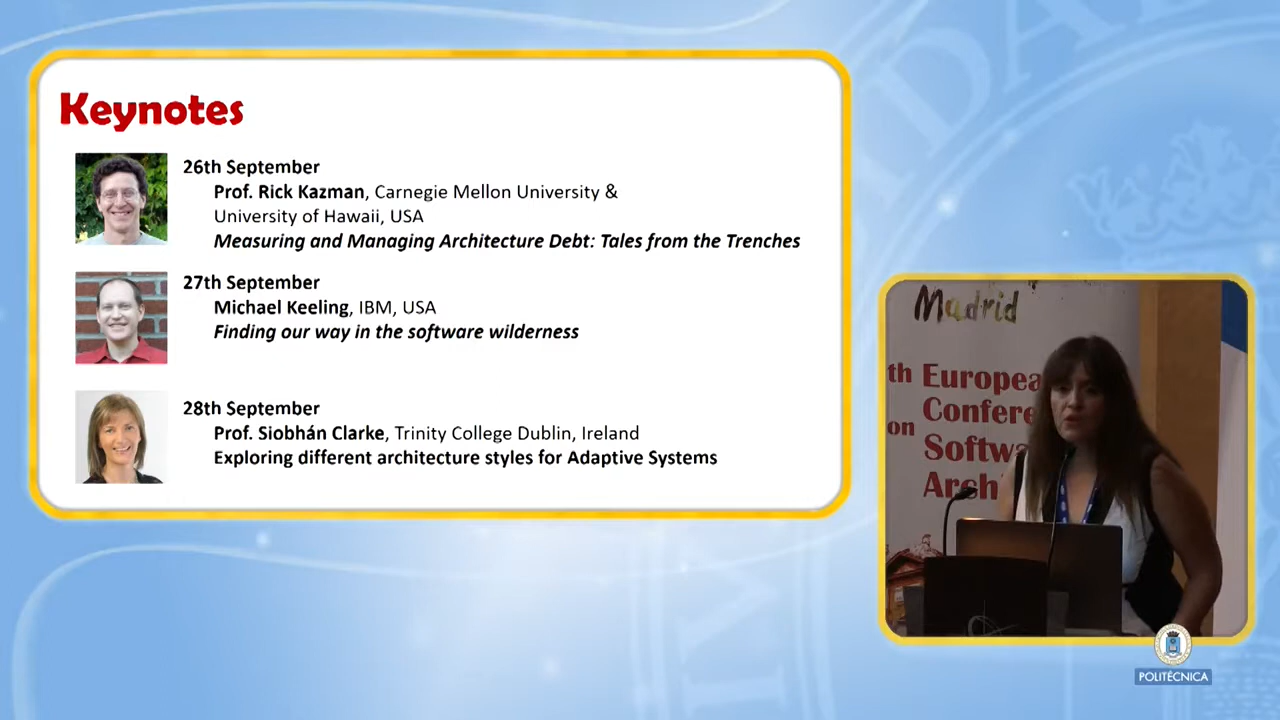 Keynotes
26th September
Prof. Rick Kazman, Carnegie Mellon University &
University of Hawaii, USA
Measuring and Managing Architecture Debt: Tales from the Trenches
27th September
Michael Keeling, IBM, USA
Finding our way in the software wilderness
28th September
Prof. Siobhán Clarke, Trinity College Dublin, Ireland
Exploring different architecture styles for Adaptive Systems
Madrid
th Europea
Confere
on
Softwa
Arch
POLITÉCNICA